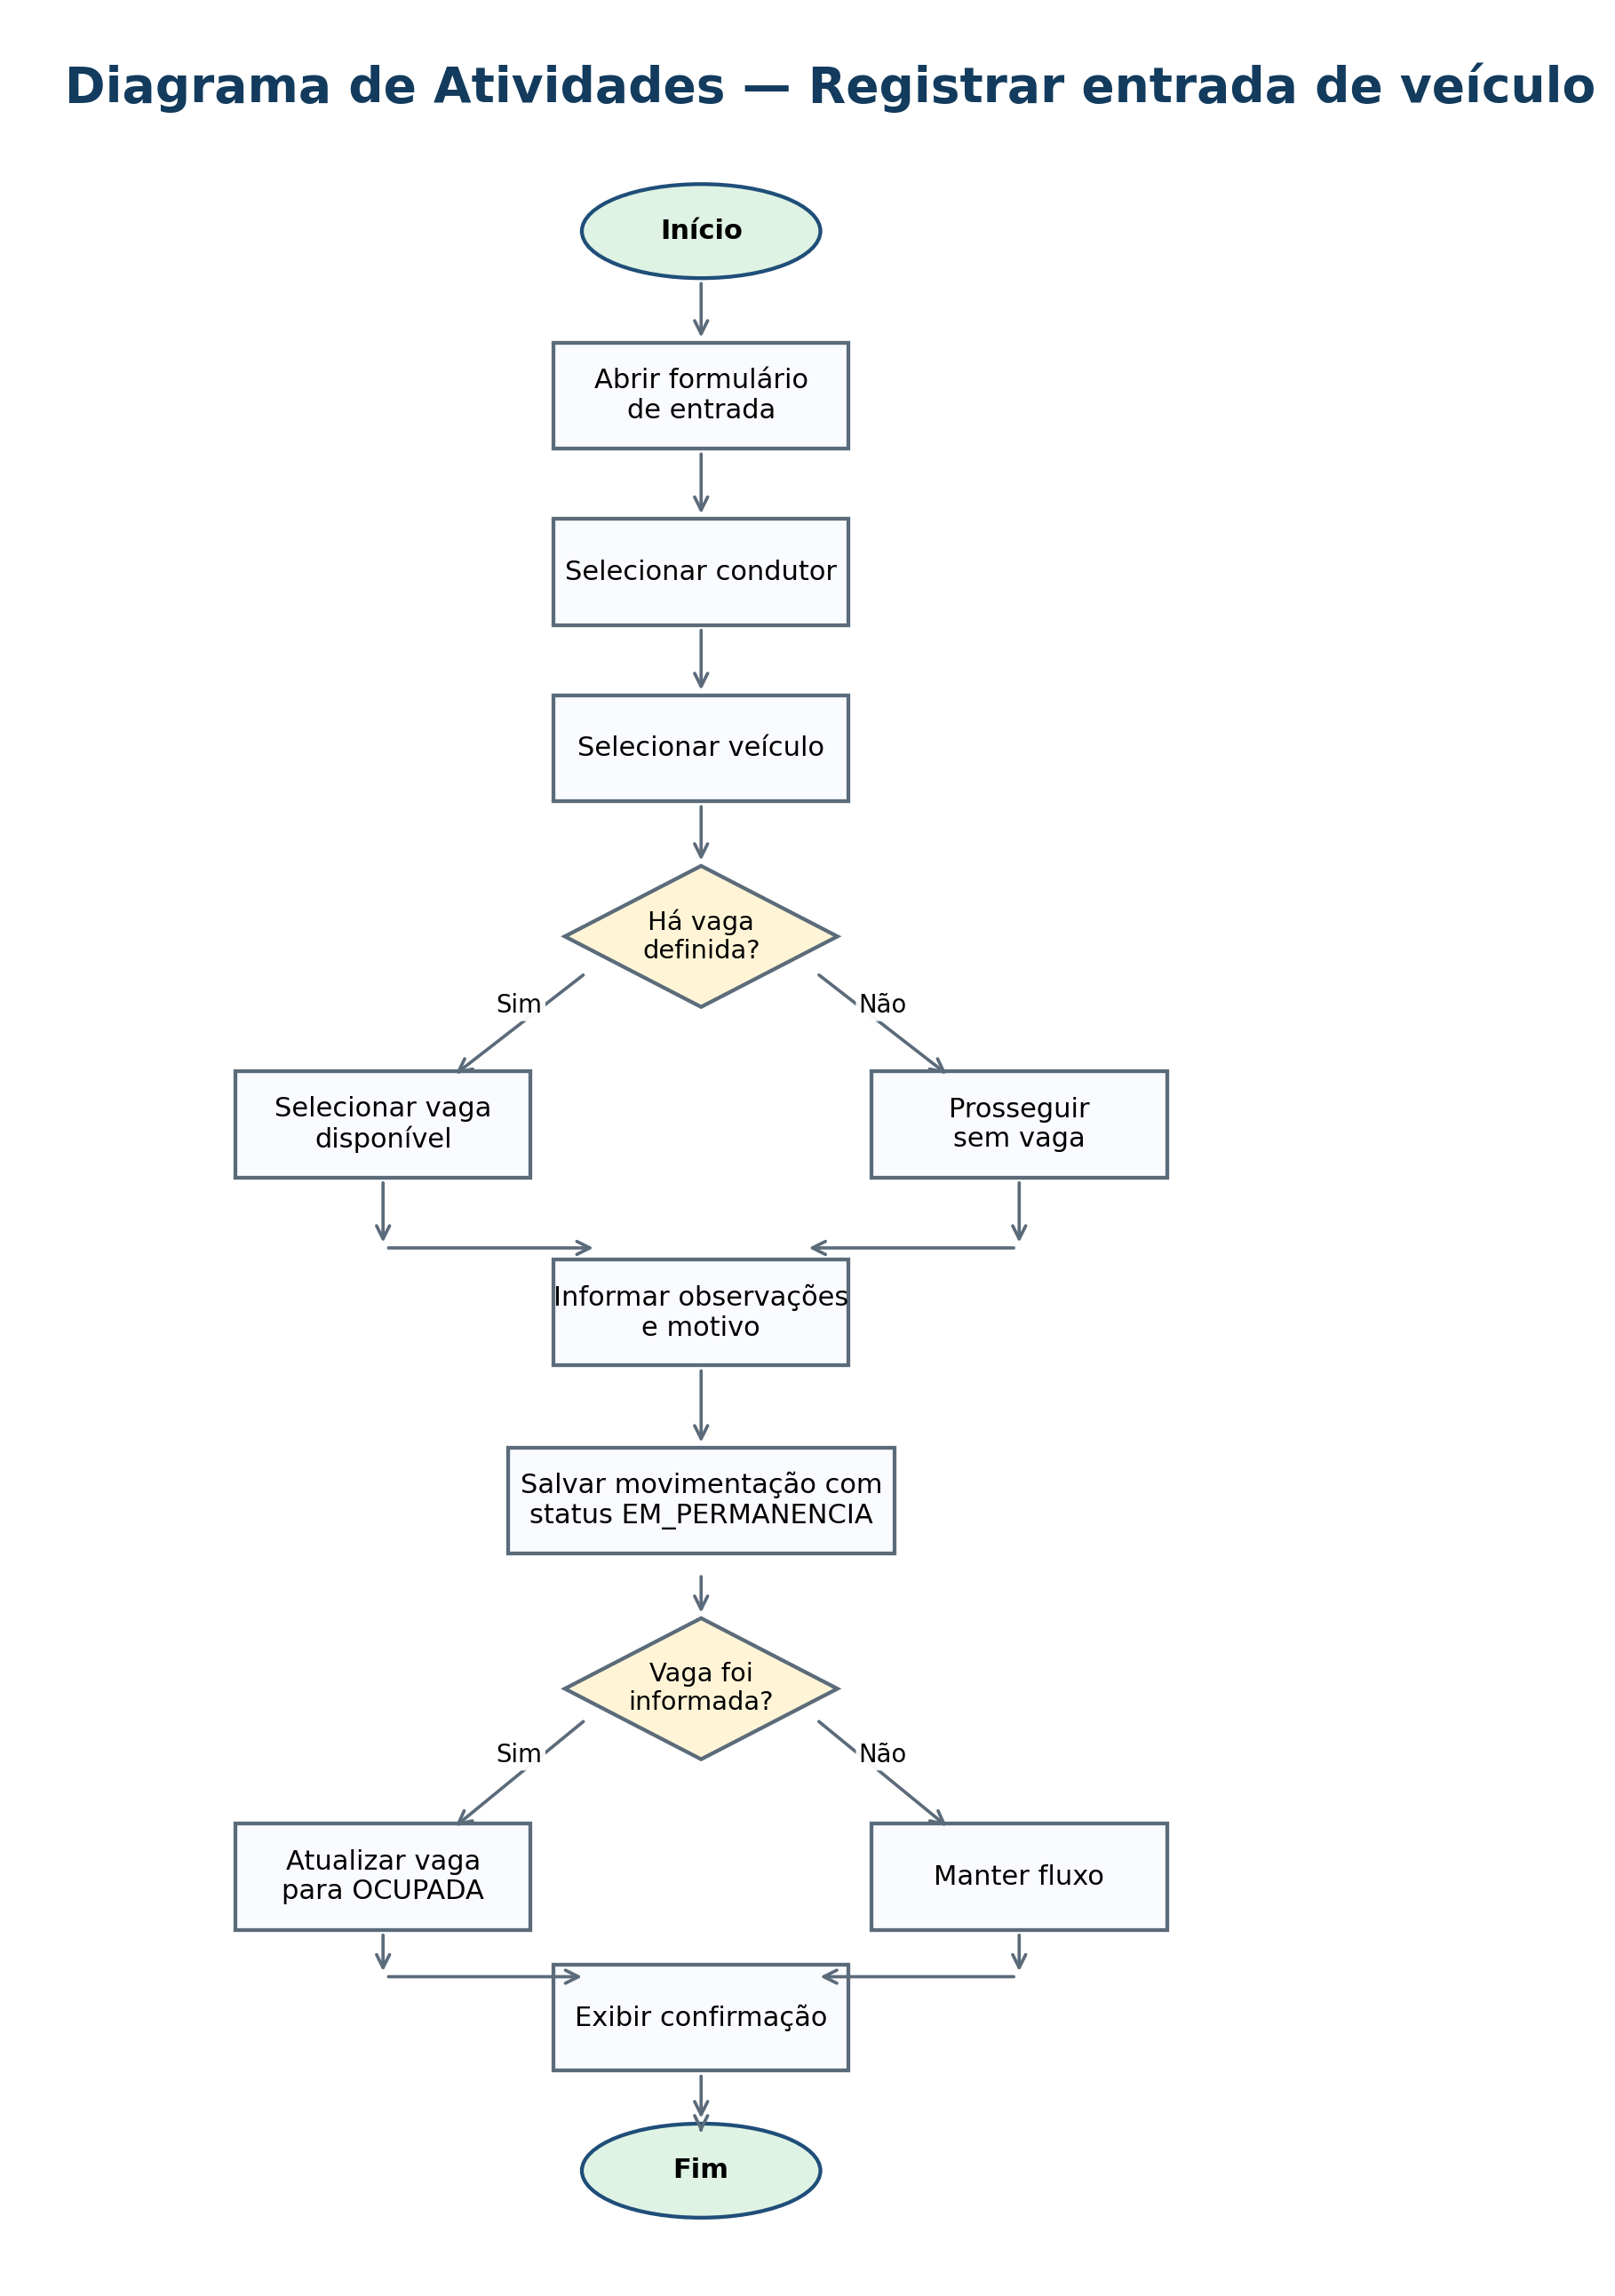 Diagrama de Atividades — Registrar entrada de veículo
Início
Abrir formulário
de entrada
Selecionar condutor
Selecionar veículo
Há vaga
definida?
Sim
Não
Selecionar vaga
disponível
Prosseguir
sem vaga
Informar observações
e motivo
Salvar movimentação com
status EM_PERMANENCIA
Vaga foi
informada?
Sim
Não
Atualizar vaga
para OCUPADA
Manter fluxo
Exibir confirmação
Fim